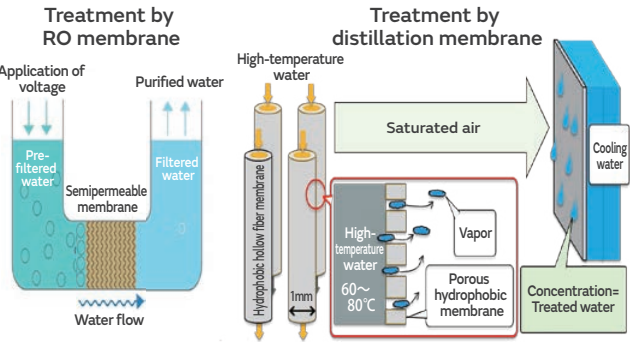 Treatment by
RO membrane
Application of
voltage
Purified water
Pre-
filtered
water
Semipermeable
membrane
Filtered
water
Water flow
Treatment by
distillation membrane
High-temperature
water
Saturated air
Cooling
water
Hydrophobic hollow fiber membrane
1mm
High-
temperature
water
60～
80℃
Vapor
Porous
hydrophobic
membrane
Concentration=
Treated water